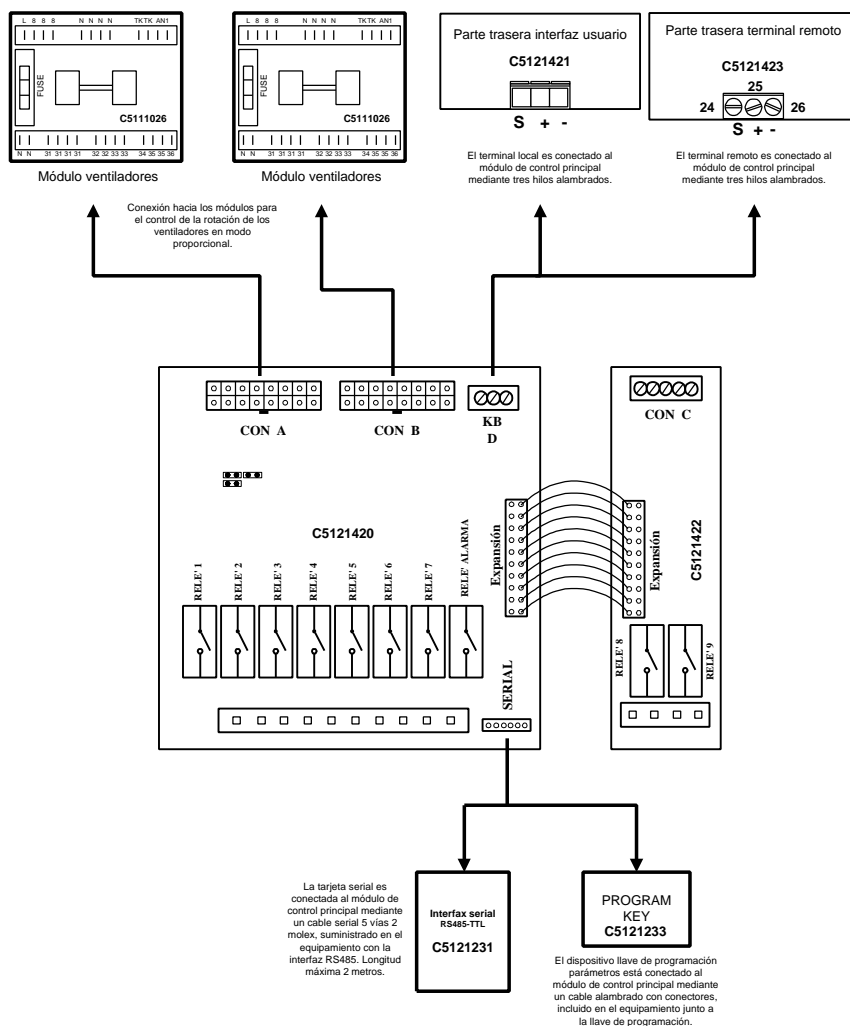 L 8 8 8 N N N N TKTK AN1
FUSE
C5111026
N N 31 31 31 31 32 32 33 33 34 35 35 36
Módulo ventiladores
L 8 8 8 N N N N TKTK AN1
FUSE
C5111026
N N 31 31 31 31 32 32 33 33 34 35 35 36
Módulo ventiladores
Conexión hacia los módulos para
el control de la rotación de los
ventiladores en modo
proporcional.
Parte trasera interfaz usuario
C5121421
S + -
El terminal local es conectado al
módulo de control principal
mediante tres hilos alambrados.
Parte trasera terminal remoto
C5121423
25
24 26
S + -
El terminal remoto es conectado al
módulo de control principal
mediante tres hilos alambrados.
CON A
CON B
KB
D
CON C
C5121420
Expansión
Expansión
C5121422
RELE' 1
RELE' 2
RELE' 3
RELE' 4
RELE' 5
RELE' 6
RELE' 7
RELE' ALARMA
RELE' 8
RELE' 9
SERIAL
La tarjeta serial es
conectada al módulo de
control principal mediante
un cable serial 5 vías 2
molex, suministrado en el
equipamiento con la
interfaz RS485. Longitud
máxima 2 metros.
Interfax serial
RS485-TTL
C5121231
PROGRAM
KEY
C5121233
El dispositivo llave de programación
parámetros está conectado al
módulo de control principal mediante
un cable alambrado con conectores,
incluido en el equipamiento junto a
la llave de programación.